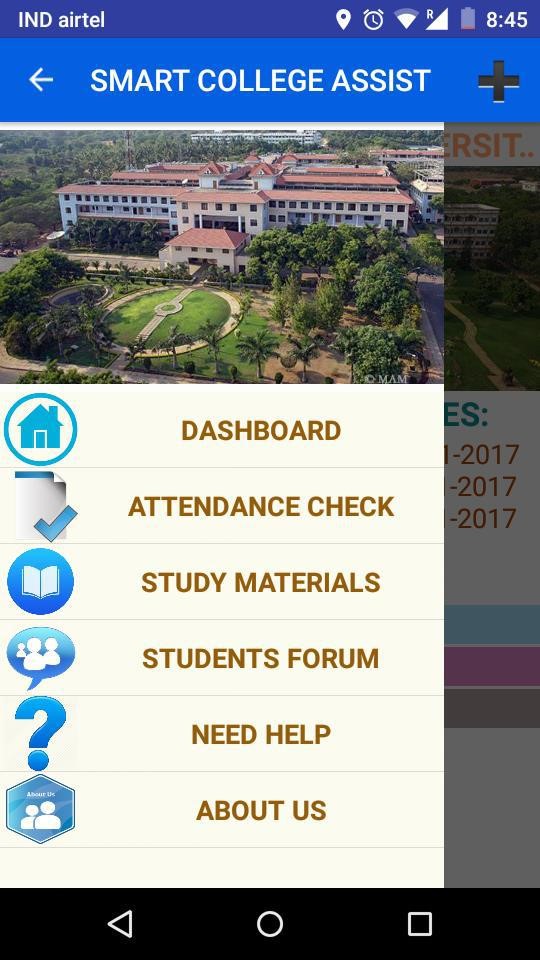 IND airtel
R
8:45
SMART COLLEGE ASSIST
ERSIT..
© MAM
DASHBOARD
ES:
ATTENDANCE CHECK
1-2017
-2017
-2017
STUDY MATERIALS
STUDENTS FORUM
NEED HELP
About Us
ABOUT US